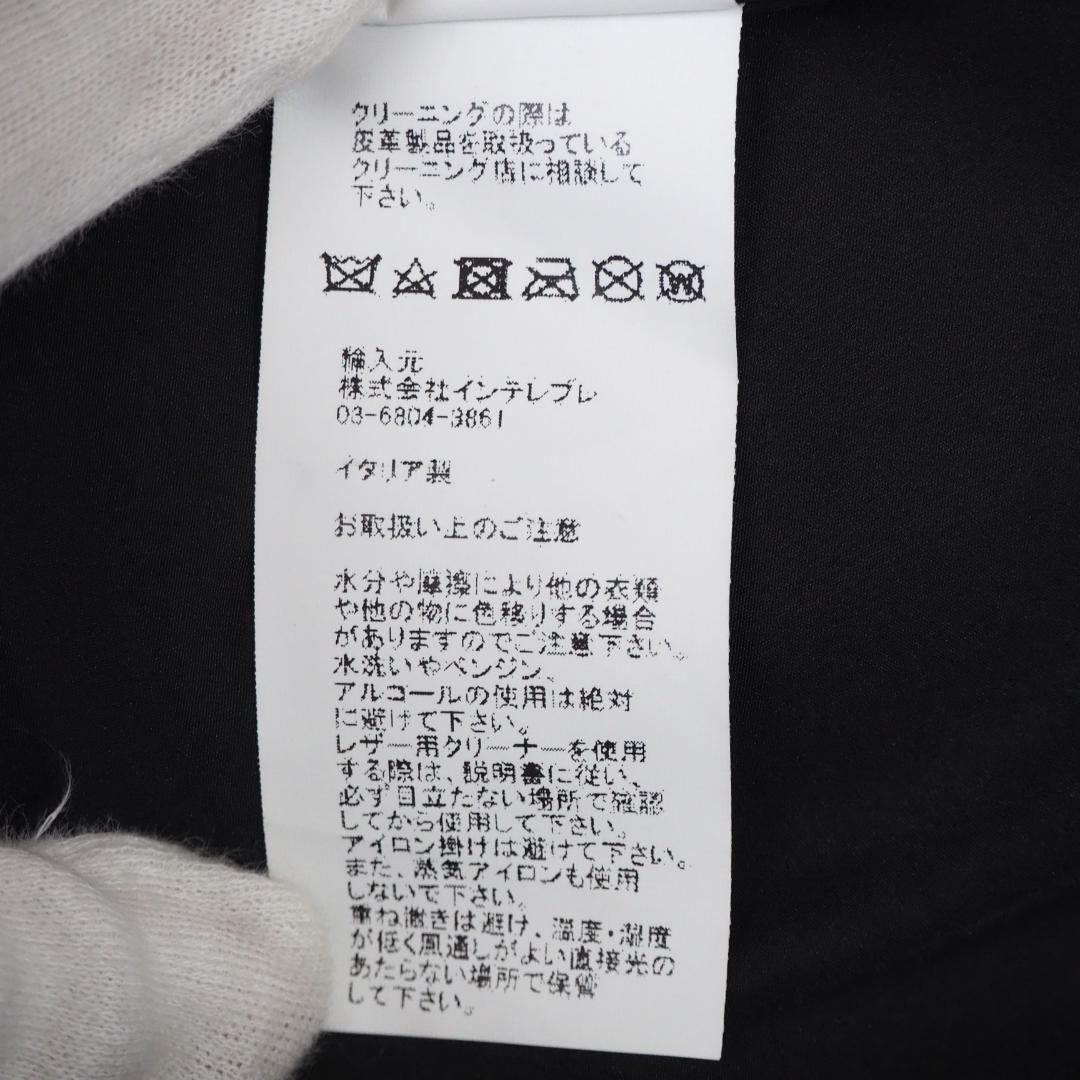 クリーニングの際は
皮革製品を取扱っている
クリーニング店に相談して
下さい。
W
輸入元
株式会社インテレプレ
03-6804-3861
イタリア製
お取扱い上のご注意
水分や摩擦により他の衣類
や他の物に色移りする場合
がありますのでご注意下さい。
水洗いやベンジン、
アルコールの使用は絶対
に避けて下さい。
レザー用クリーナーを使用
する際は、説明書に従い、
必ず目立たない場所で確認
してから使用して下さい。
アイロン掛けは避けて下さい。
また、蒸気アイロンも使用
しないで下さい。
重ね置きは避け、温度・湿度
が低く風通しがよい直接光の
あたらない場所で保管
して下さい。